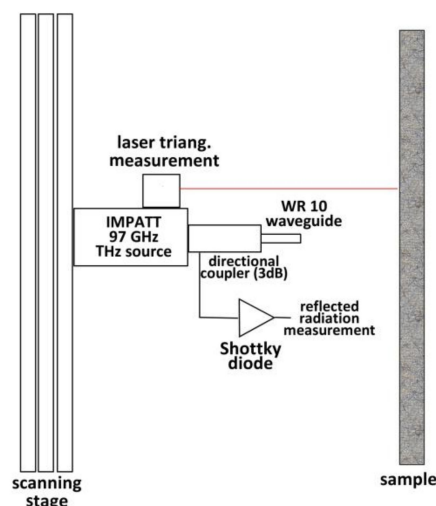 laser triang.
measurement
IMPATT
97 GHz
THz source
WR 10
waveguide
directional
coupler (3dB)
reflected
radiation
measurement
Shottky
diode
scanning
stage
sample